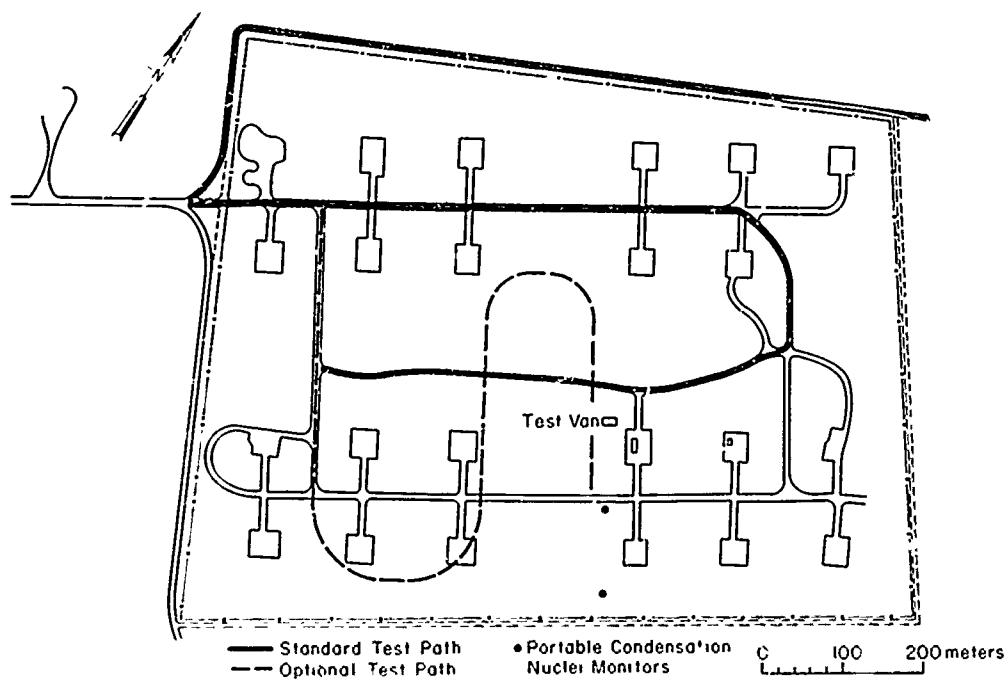 N
Test Van
Standard Test Path
Optional Test Path
Portable Condensation
Nuclei Monitors
0 100 200 meters